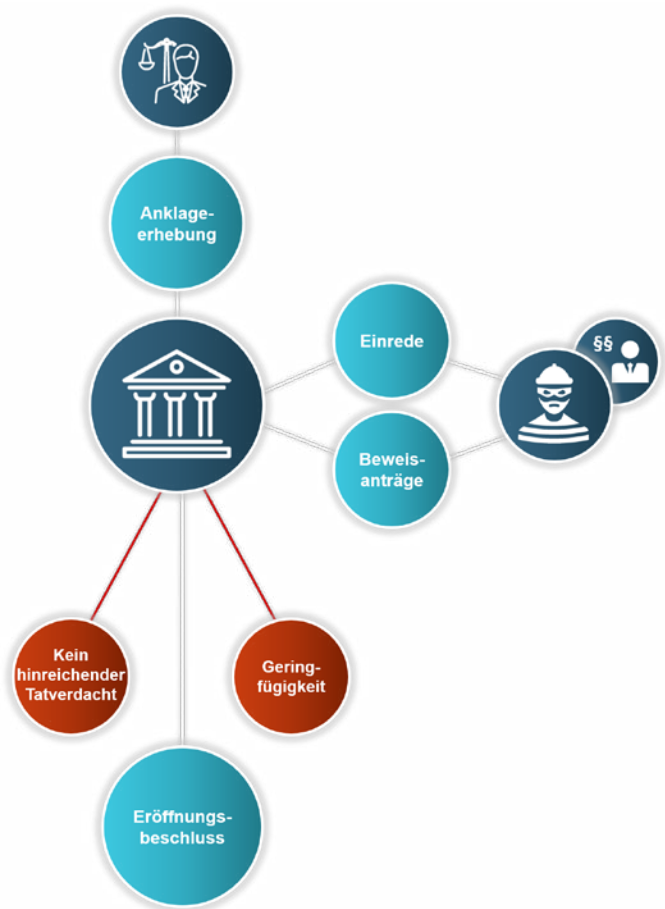 Anklage-
erhebung
§§
Einrede
Beweis-
anträge
Kein
hinreichender
Tatverdacht
Gering-
fügigkeit
Eröffnungs-
beschluss